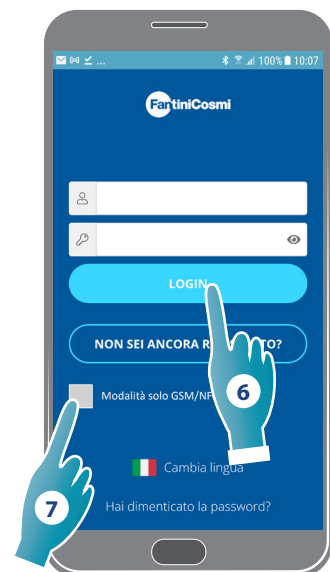 ... 100% 10:07
FantiniCosmi
LOGIN
NON SEI ANCORA R TO?
Modalità solo GSM/NF
6
Cambia lingua
7
Hai dimenticato la password?